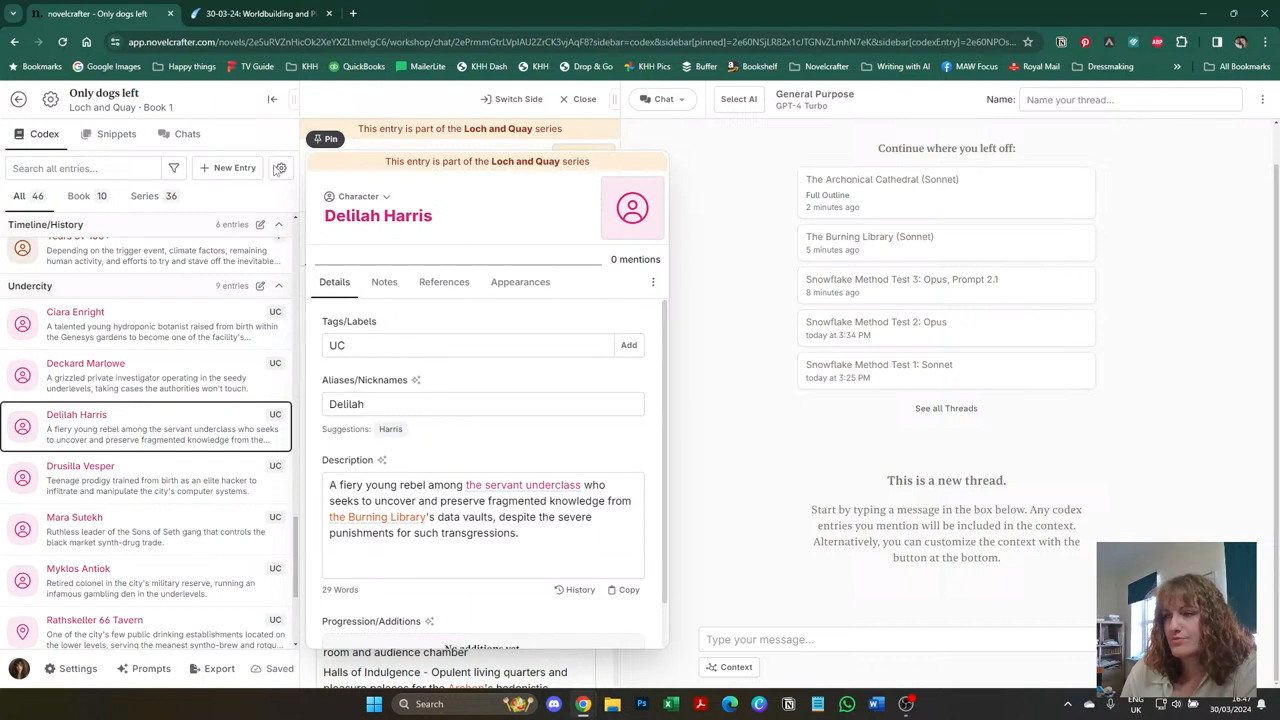 novelcrafter - Only dogs left
30-03-24: Worldbuilding and P
app.novelcrafter.com/novels/2e5uRVZnHicOk2XeYXZLtmelgC6/workshop/chat/2ePmmGtrLVpIAU2ZrCK3vjAqF8?sidebar=codex&sidebar[pinned]=2e60NSjLR82x1cJTGNvZLmhN7eK&sidebar[codexEntry]=2e60NPOs...
Bookmarks
Google Images
Happy things
TV Guide
KHH
QuickBooks
MailerLite
KHH Dash
Drop & Go
KHH Pics
Buffer
Bookshelf
Novelcrafter
Writing with AI
MAW Focus
Royal Road
Dressmaking
All Bookmarks
Only dogs left
Loch and Quay - Book 1
Codex
Snippets
Chats
Search all entries...
New Entry
All 46
Book 10
Series 36
Timeline/History
6 entries
Depending on the trigger event, climate factors, remaining
human activity, and efforts to try and stave off the inevitable...
Undercity
9 entries
Ciara Enright
UC
A talented young hydroponic botanist raised from birth within
the Genesys gardens to become one of the facility's...
Deckard Marlowe
UC
A grizzled private investigator operating in the seedy
underlevels, taking cases the authorities won't touch.
Delilah Harris
UC
A fiery young rebel among the servant underclass who seeks
to uncover and preserve fragmented knowledge from the...
Drusilla Vesper
UC
Teenage prodigy trained from birth as an elite hacker to
infiltrate and manipulate the city's computer systems.
Mara Sutekh
UC
Ruthless leader of the Sons of Seth gang that controls the
black market synth-drug trade.
Myklos Antiok
UC
Retired colonel in the city's military reserve, running an
infamous gambling den in the underlevels.
Rathskeller 66 Tavern
UC
One of the city's few public drinking establishments located on
the lower levels, serving the meanest syntho-brew and rotgu...
Settings
Prompts
Export
Saved
Switch Side
Close
This entry is part of the Loch and Quay series
Pin
This entry is part of the Loch and Quay series
Character
Delilah Harris
0 mentions
Details
Notes
References
Appearances
Tags/Labels
UC
Add
Aliases/Nicknames
Delilah
Suggestions: Harris
Description
A fiery young rebel among the servant underclass who
seeks to uncover and preserve fragmented knowledge from
the Burning Library's data vaults, despite the severe
punishments for such transgressions.
29 Words
History
Copy
Progression/Additions
No additions yet
room and audience chamber
Halls of Indulgence - Opulent living quarters and
pleasure palaces for the Archon's hedonistic
Chat
Select AI
General Purpose
GPT-4 Turbo
Name:
Name your thread...
Continue where you left off:
The Archonical Cathedral (Sonnet)
Full Outline
2 minutes ago
The Burning Library (Sonnet)
5 minutes ago
Snowflake Method Test 3: Opus, Prompt 2.1
8 minutes ago
Snowflake Method Test 2: Opus
today at 3:34 PM
Snowflake Method Test 1: Sonnet
today at 3:25 PM
See all Threads
This is a new thread.
Start by typing a message in the box below. Any codex
entries you mention will be included in the context.
Alternatively, you can customize the context with the
button at the bottom.
Type your message...
Context
Search
ENG
UK
16:47
30/03/2024